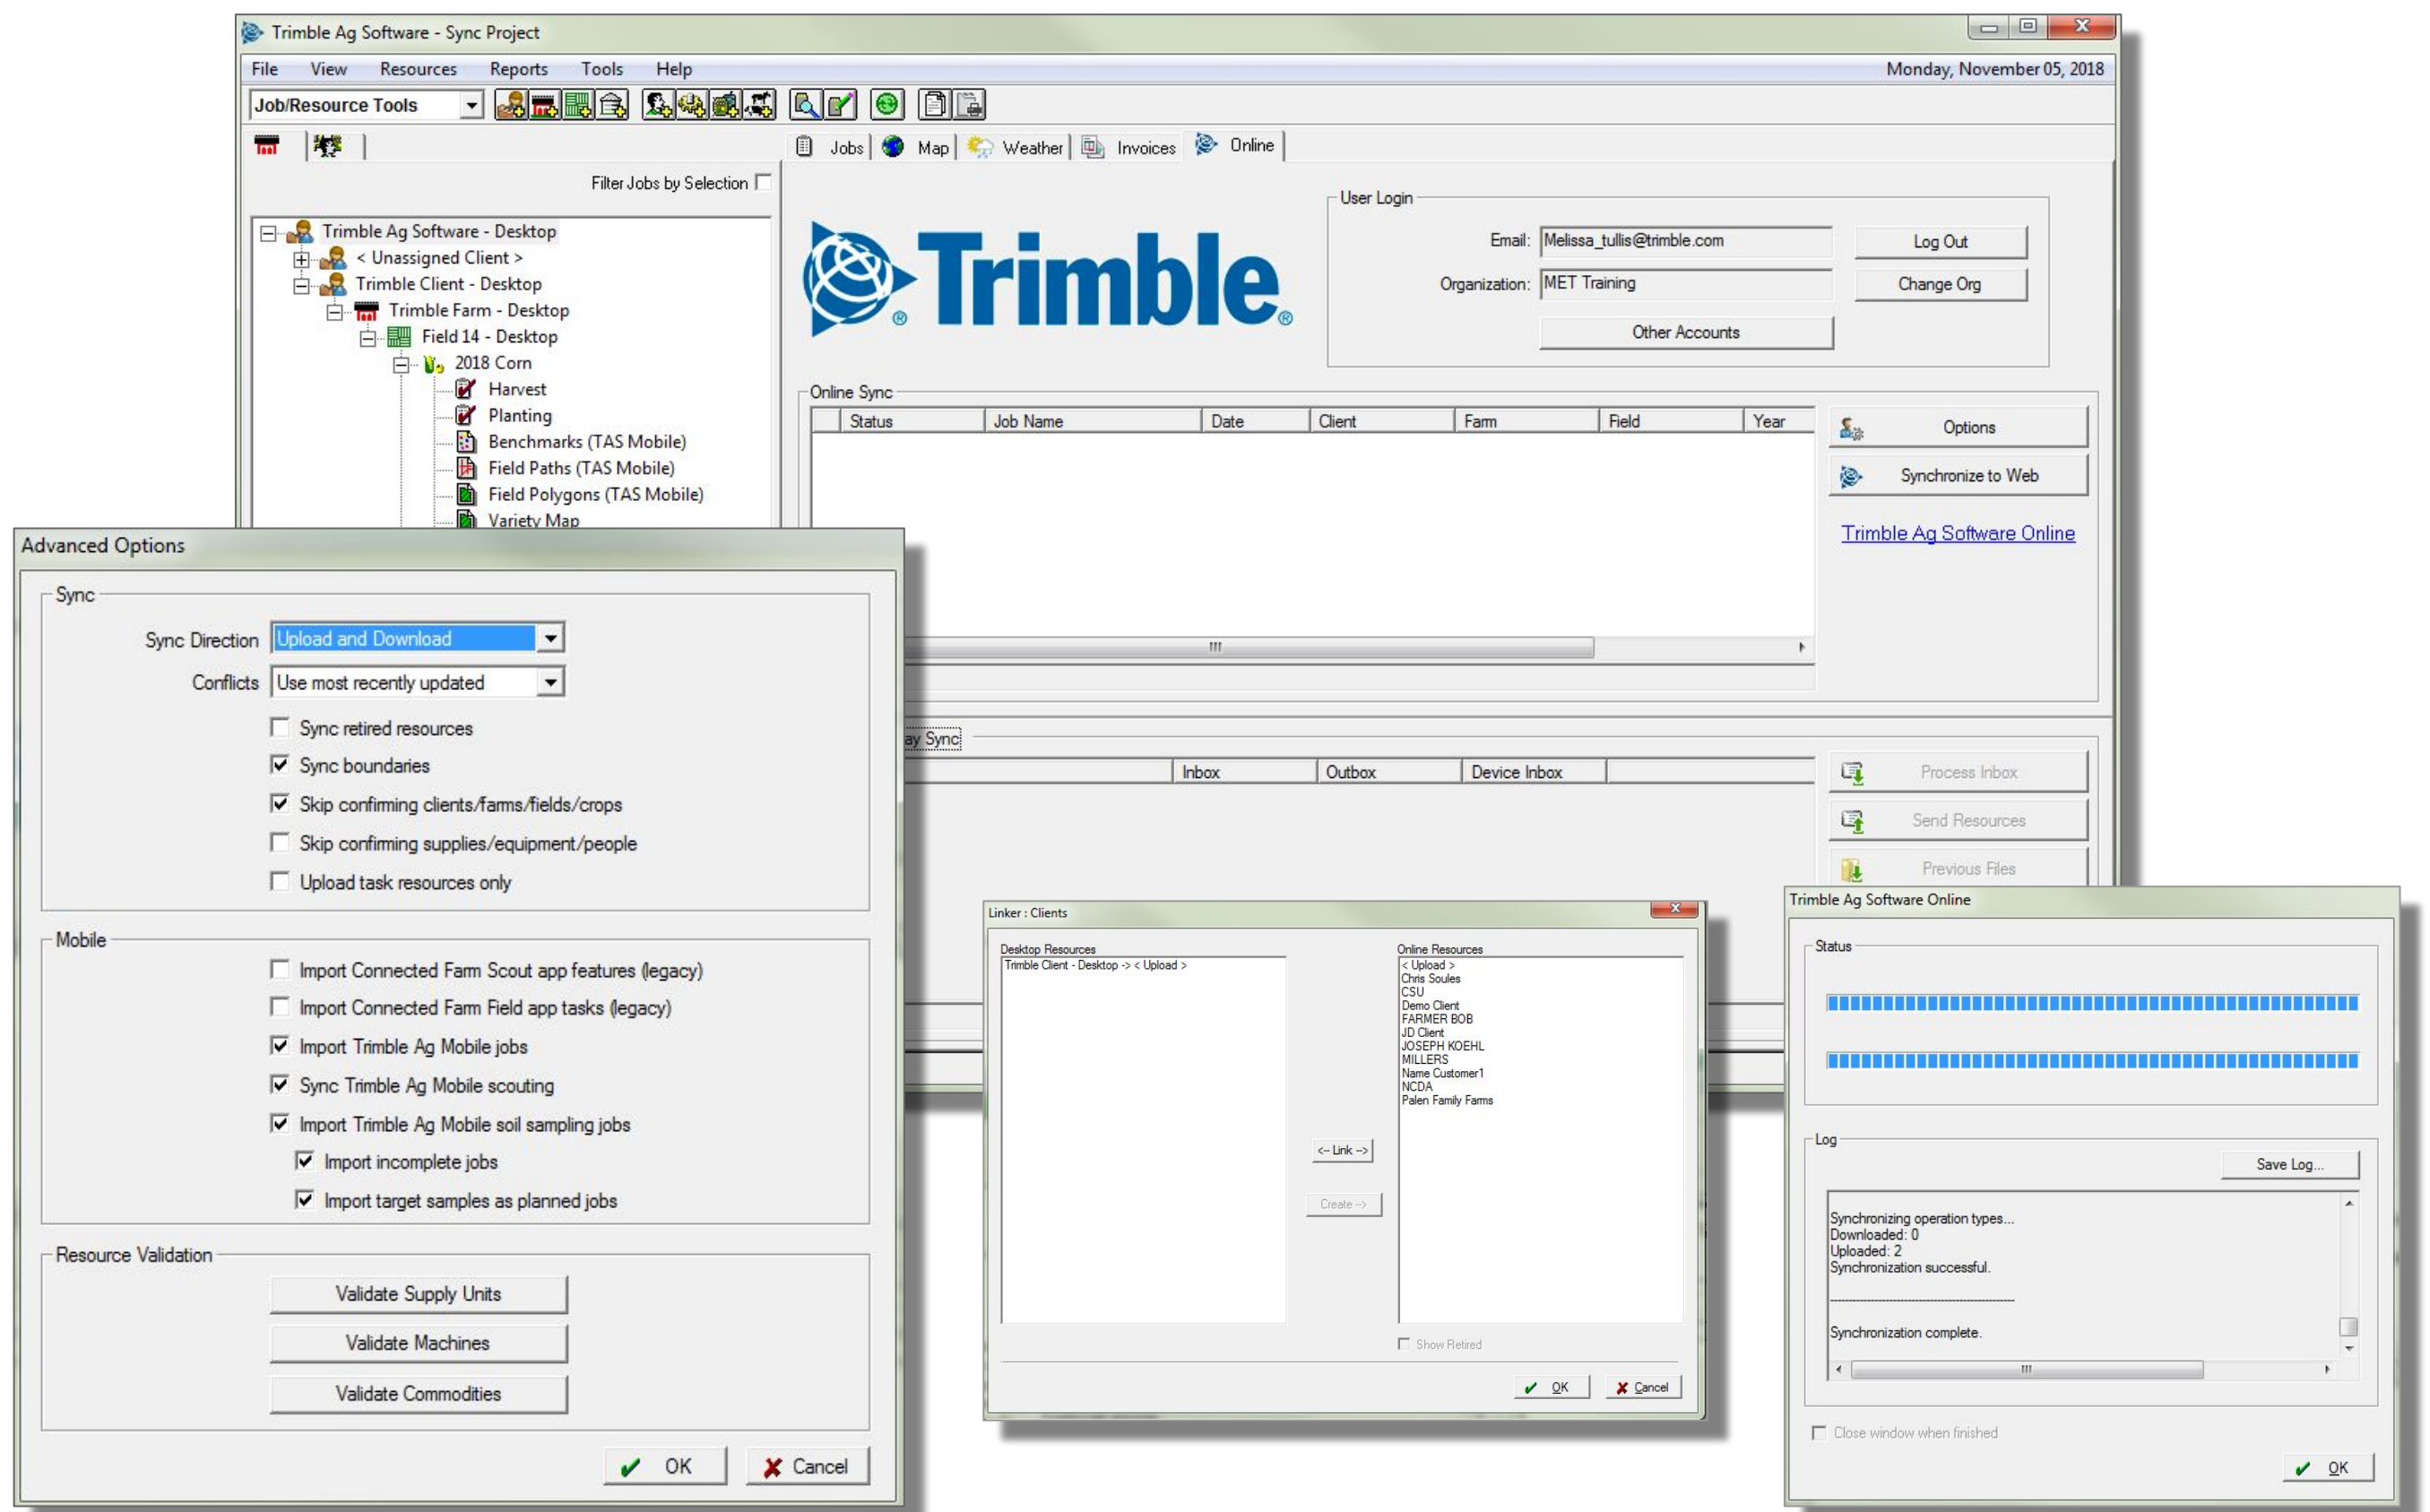 Trimble Ag Software - Sync Project
File View Resources Reports Tools Help
Monday, November 05, 2018
Job/Resource Tools
Jobs Map Weather Invoices Online
Filter Jobs by Selection
Trimble Ag Software - Desktop
< Unassigned Client >
Trimble Client - Desktop
Trimble Farm - Desktop
Field 14 - Desktop
2018 Corn
Harvest
Planting
Benchmarks (TAS Mobile)
Field Paths (TAS Mobile)
Field Polygons (TAS Mobile)
Variety Map
Trimble®
User Login
Email: Melissa_tullis@trimble.com
Log Out
Organization: MET Training
Change Org
Other Accounts
Online Sync
Status Job Name Date Client Farm Field Year
Options
Synchronize to Web
Trimble Ag Software Online
ay Sync
Inbox Outbox Device Inbox
Process Inbox
Send Resources
Previous Files
Advanced Options
Sync
Sync Direction Upload and Download
Conflicts Use most recently updated
Sync retired resources
Sync boundaries
Skip confirming clients/farms/fields/crops
Skip confirming supplies/equipment/people
Upload task resources only
Mobile
Import Connected Farm Scout app features (legacy)
Import Connected Farm Field app tasks (legacy)
Import Trimble Ag Mobile jobs
Sync Trimble Ag Mobile scouting
Import Trimble Ag Mobile soil sampling jobs
Import incomplete jobs
Import target samples as planned jobs
Resource Validation
Validate Supply Units
Validate Machines
Validate Commodities
OK Cancel
Linker : Clients
Desktop Resources
Trimble Client - Desktop -> < Upload >
Online Resources
< Upload >
Chris Soules
CSU
Demo Client
FARMER BOB
JD Client
JOSEPH KOEHL
MILLERS
Name Customer1
NCDA
Palen Family Farms
<-- Link -->
Create -->
Show Retired
OK Cancel
Trimble Ag Software Online
Status
Log
Save Log...
Synchronizing operation types...
Downloaded: 0
Uploaded: 2
Synchronization successful.
--------------------------------------------------
Synchronization complete.
Close window when finished
OK